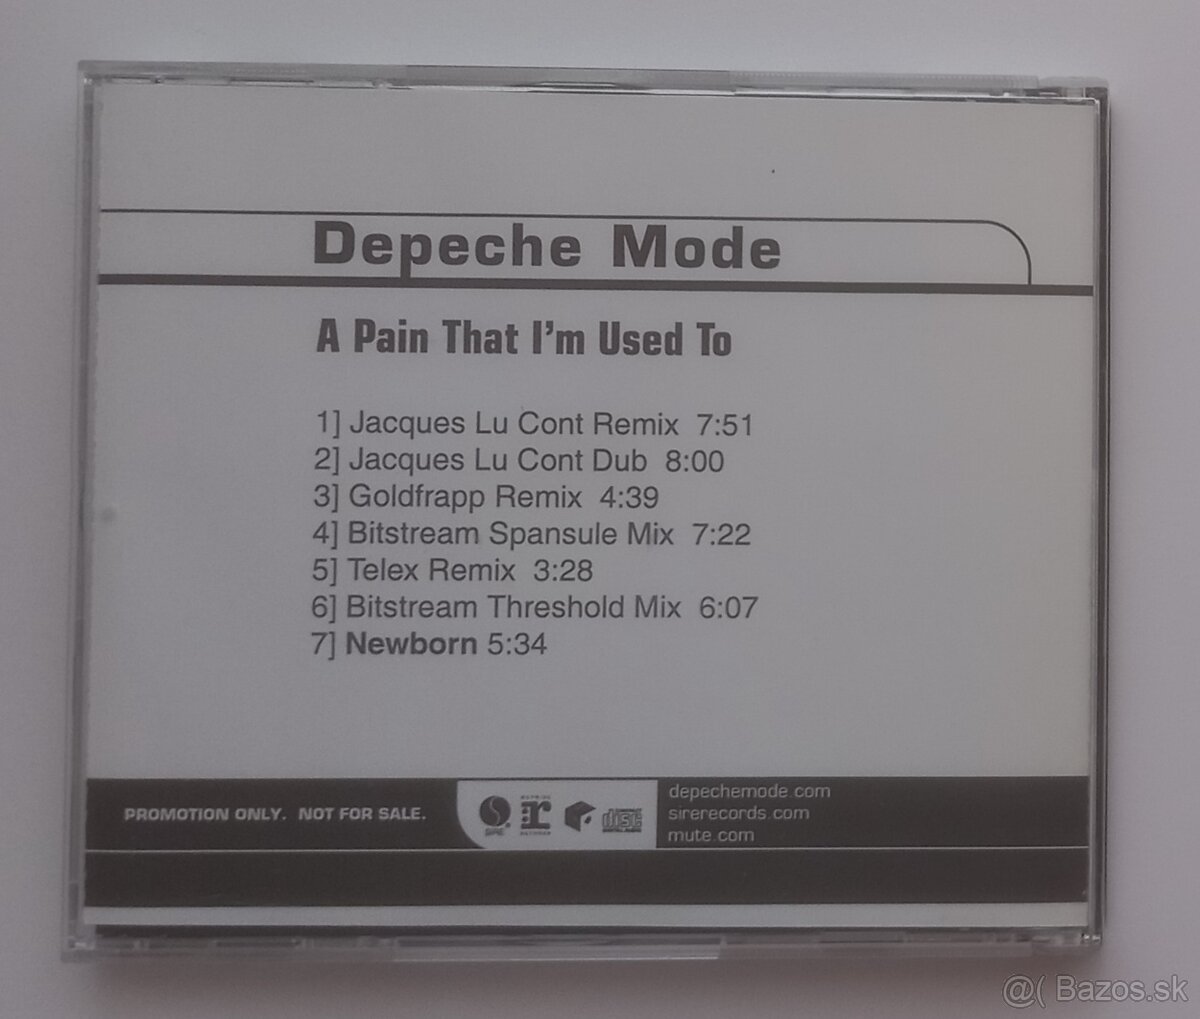 Depeche Mode
A Pain That I'm Used To
1] Jacques Lu Cont Remix 7:51
2] Jacques Lu Cont Dub 8:00
3] Goldfrapp Remix 4:39
4] Bitstream Spansule Mix 7:22
5] Telex Remix 3:28
6] Bitstream Threshold Mix 6:07
7] Newborn 5:34
PROMOTION ONLY. NOT FOR SALE.
SIRE
r
disc
depechemode.com
sirerecords.com
mute.com
@( Bazos.sk